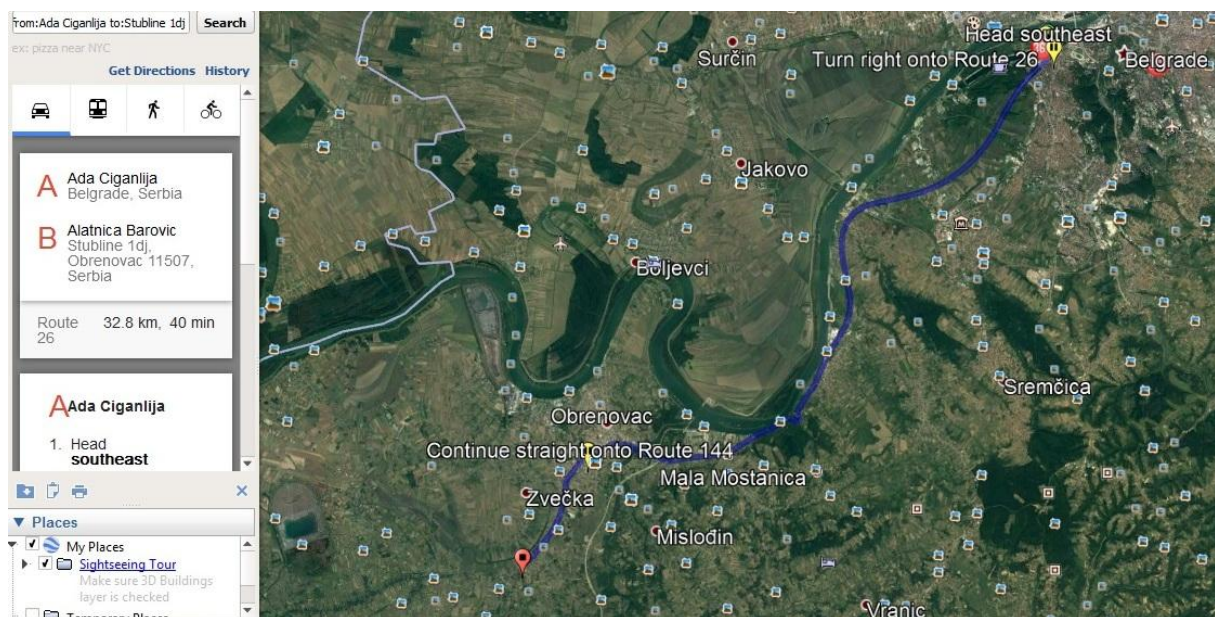 from:Ada Ciganlija to:Stubline 1dj
Search
ex: pizza near NYC
Get Directions History
A Ada Ciganlija
Belgrade, Serbia
B Alatnica Barovic
Stubline 1dj,
Obrenovac 11507,
Serbia
Route 26
32.8 km, 40 min
A Ada Ciganlija
1. Head
southeast
Places
My Places
Sightseeing Tour
Make sure 3D Buildings
layer is checked
Temporary Places
Head southeast
Surčin
Turn right onto Route 26
Belgrade
Jakovo
Boljevci
Sremčica
Obrenovac
Continue straight onto Route 144
Mala Mostanica
Zvečka
Mislođin
Vranic